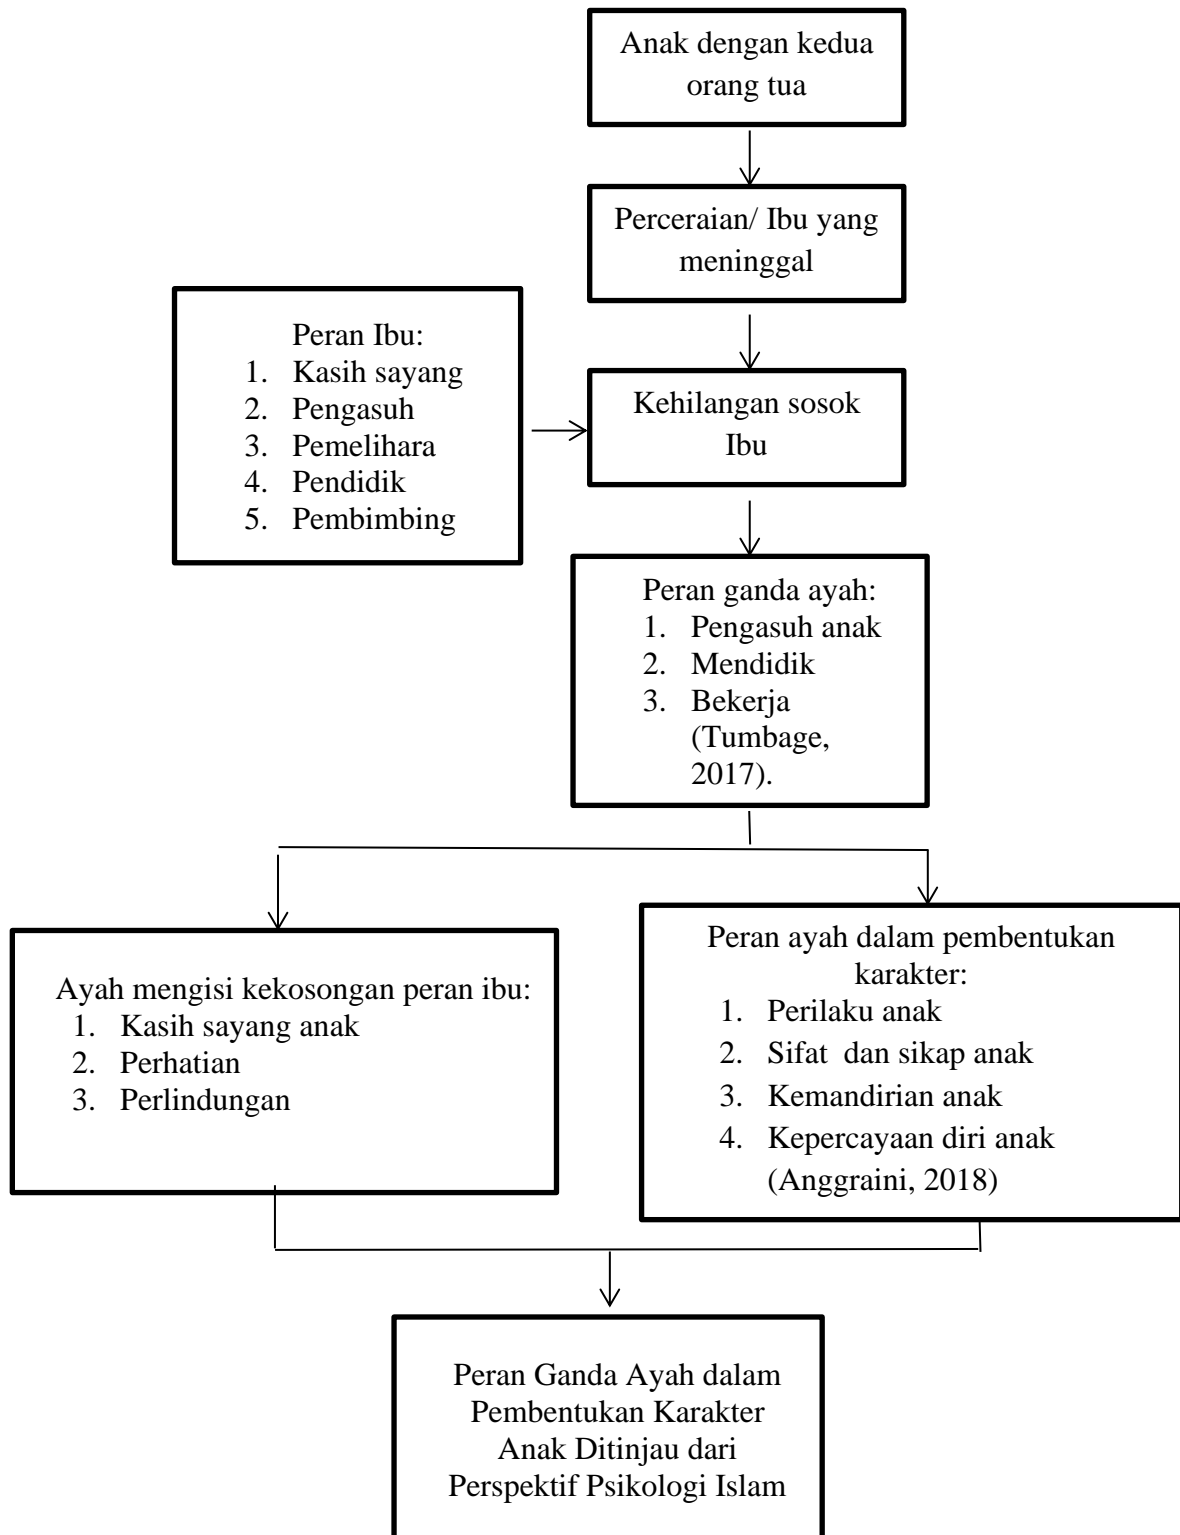 Anak dengan kedua
orang tua
Perceraian/ Ibu yang
meninggal
Peran Ibu:
1. Kasih sayang
2. Pengasuh
3. Pemelihara
4. Pendidik
5. Pembimbing
Kehilangan sosok
Ibu
Peran ganda ayah:
1. Pengasuh anak
2. Mendidik
3. Bekerja
(Tumbage,
2017).
Ayah mengisi kekosongan peran ibu:
1. Kasih sayang anak
2. Perhatian
3. Perlindungan
Peran ayah dalam pembentukan
karakter:
1. Perilaku anak
2. Sifat dan sikap anak
3. Kemandirian anak
4. Kepercayaan diri anak
(Anggraini, 2018)
Peran Ganda Ayah dalam
Pembentukan Karakter
Anak Ditinjau dari
Perspektif Psikologi Islam